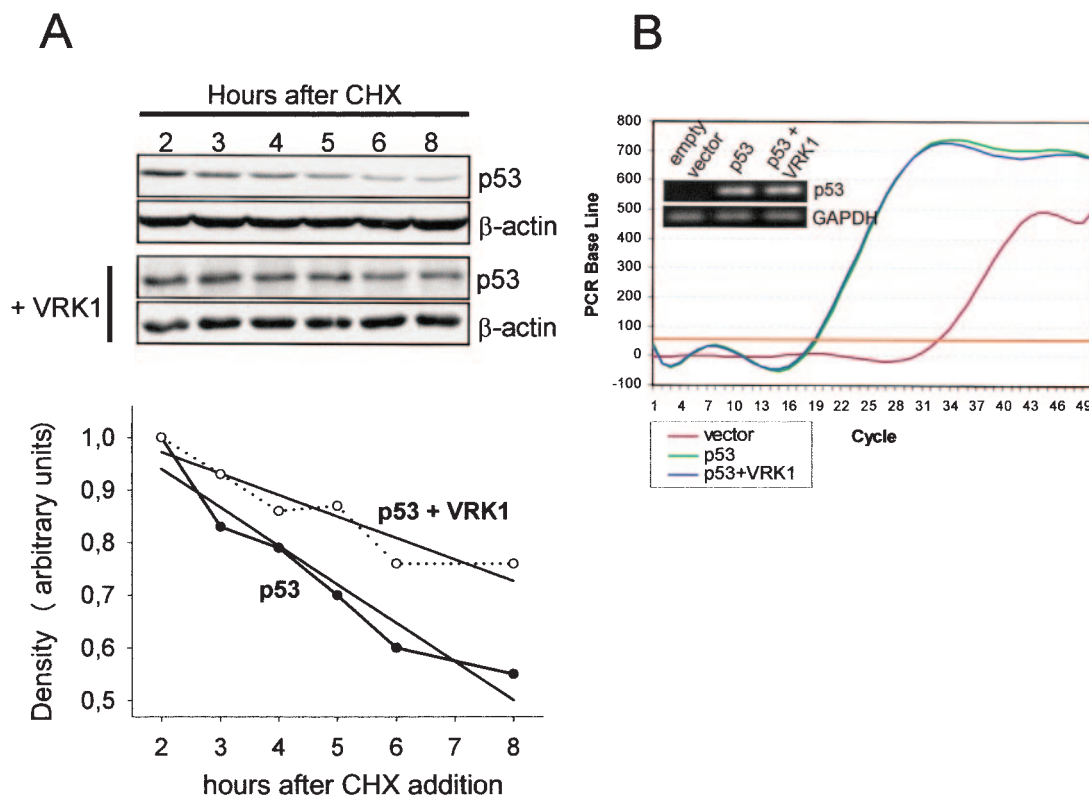 A
Hours after CHX
2 3 4 5 6 8
p53
β-actin
+ VRK1
p53
β-actin
Density ( arbitrary units)
1,0
0,9
0,8
0,7
0,6
0,5
p53 + VRK1
p53
2 3 4 5 6 7 8
hours after CHX addition
B
PCR Base Line
800
700
600
500
400
300
200
100
0
-100
empty
vector
p53
p53 +
VRK1
p53
GAPDH
1 4 7 10 13 16 19 22 25 28 31 34 37 40 43 46 49
Cycle
vector
p53
p53+VRK1